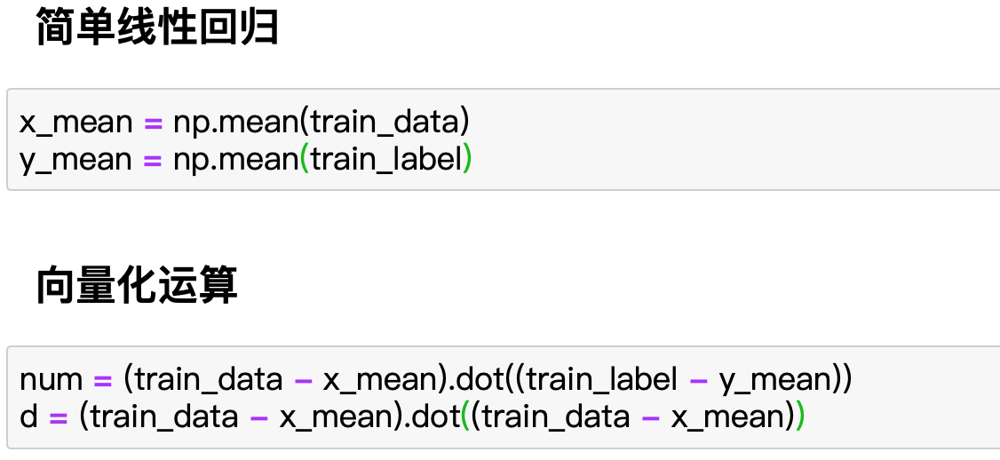 简单线性回归
x_mean = np.mean(train_data)
y_mean = np.mean(train_label)
向量化运算
num = (train_data - x_mean).dot((train_label - y_mean))
d = (train_data - x_mean).dot((train_data - x_mean))